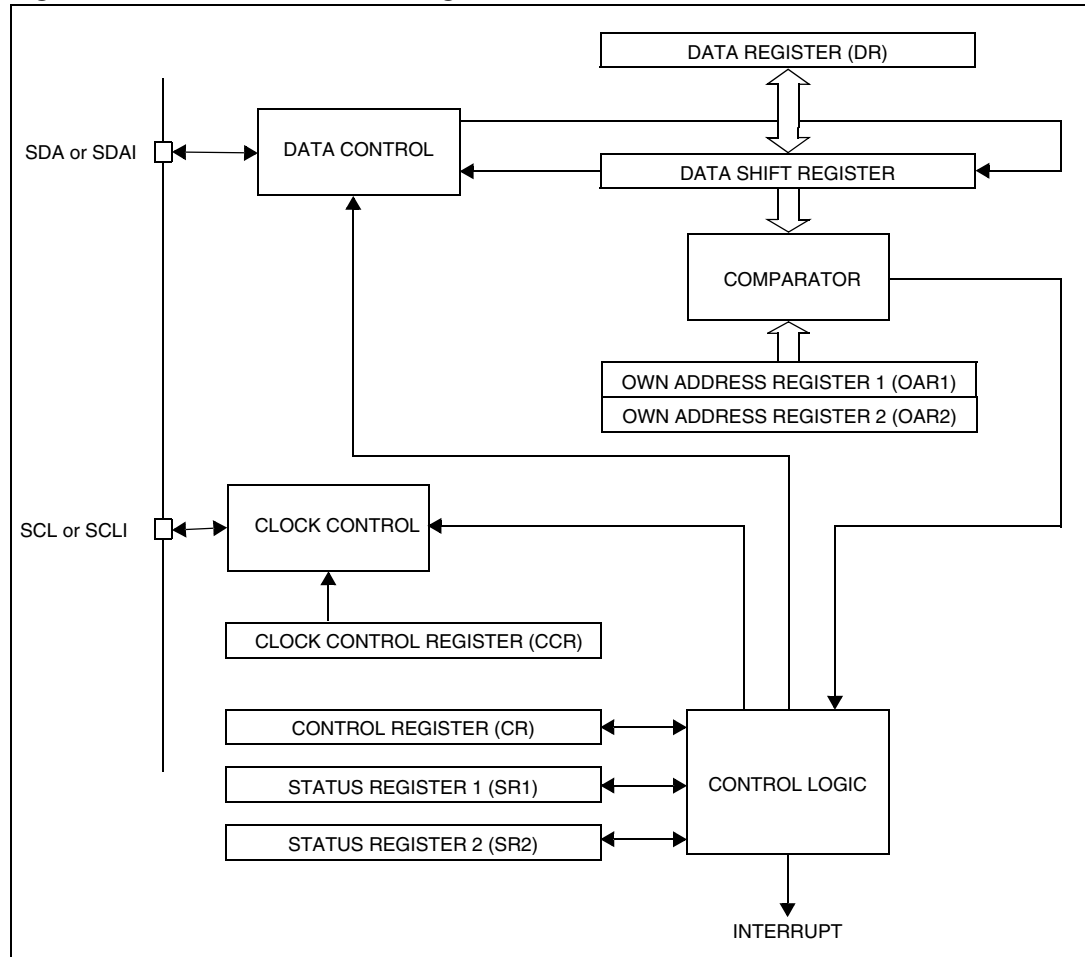 DATA REGISTER (DR)
SDA or SDAI
DATA CONTROL
DATA SHIFT REGISTER
COMPARATOR
OWN ADDRESS REGISTER 1 (OAR1)
OWN ADDRESS REGISTER 2 (OAR2)
SCL or SCLI
CLOCK CONTROL
CLOCK CONTROL REGISTER (CCR)
CONTROL REGISTER (CR)
STATUS REGISTER 1 (SR1)
CONTROL LOGIC
STATUS REGISTER 2 (SR2)
INTERRUPT